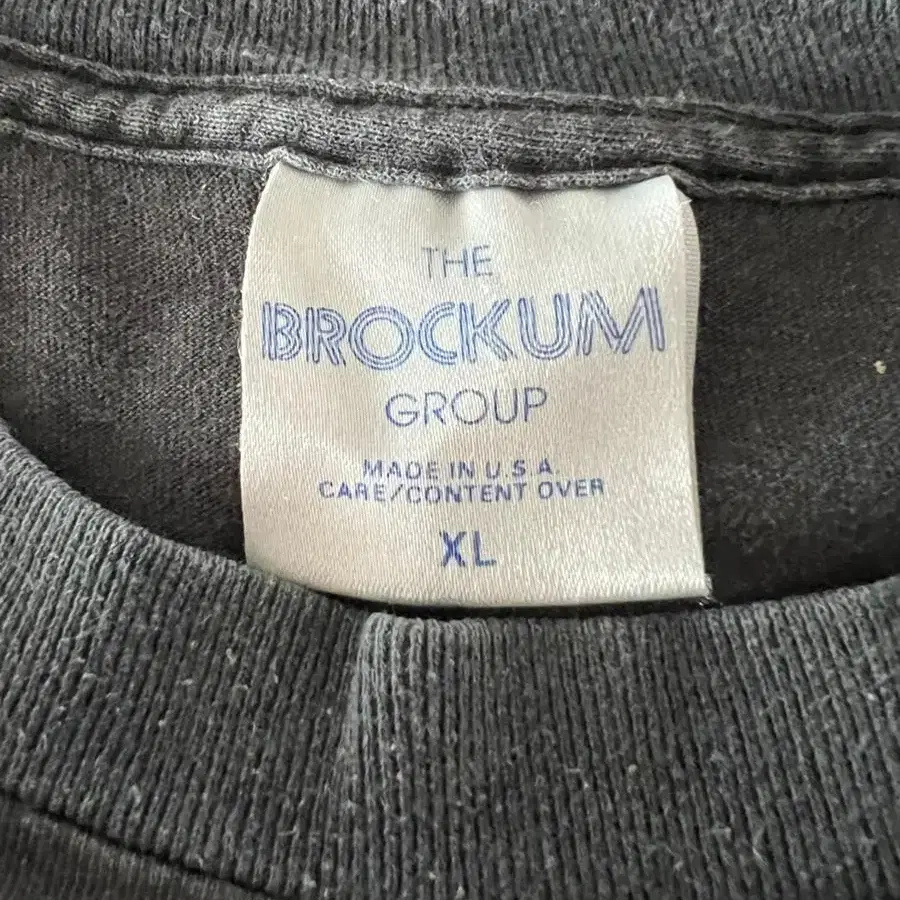 THE
BROCKUM
GROUP
MADE IN U.S.A.
CARE/CONTENT OVER
XL